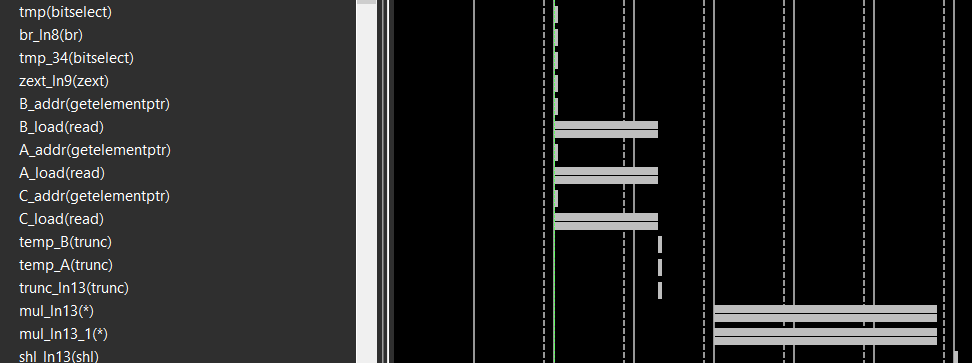 tmp(bitselect)
br_ln8(br)
tmp_34(bitselect)
zext_ln9(zext)
B_addr(getelementptr)
B_load(read)
A_addr(getelementptr)
A_load(read)
C_addr(getelementptr)
C_load(read)
temp_B(trunc)
temp_A(trunc)
trunc_ln13(trunc)
mul_ln13(*)
mul_ln13_1(*)
shl_ln13(shl)